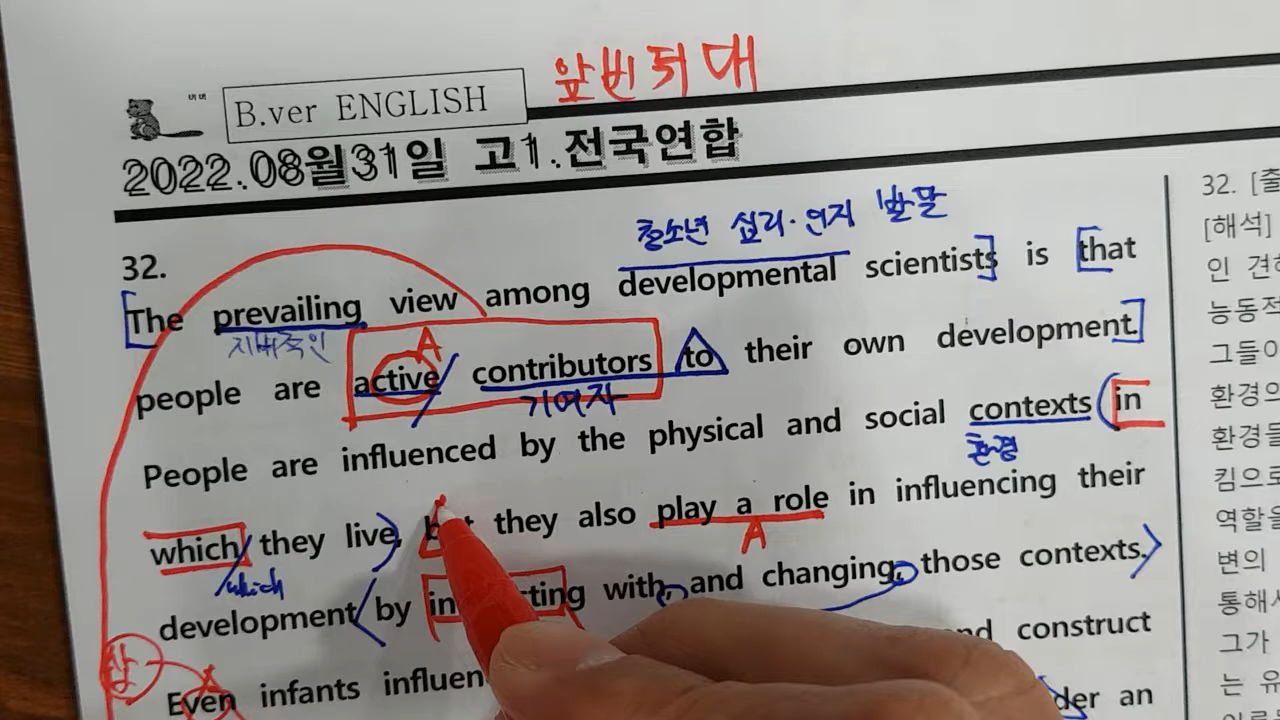 앞번뒤대
B.ver ENGLISH
2022.08월31일 고1.전국연합
청소년 심리·인지 발달
32.
[The prevailing view among developmental scientists] is [that
지배적인
A
people are active/ contributors to their own development.]
기여자
People are influenced by the physical and social contexts (in
환경
which/ they live), they also play a role in influencing their
/which
A
development <by with, and changing, those contexts.>
construct
Even infants
an
32. [출
[해석]
인 견해
능동적
그들이
환경의
환경들
킴으로
역할을
변의
통해서
그가
는 유